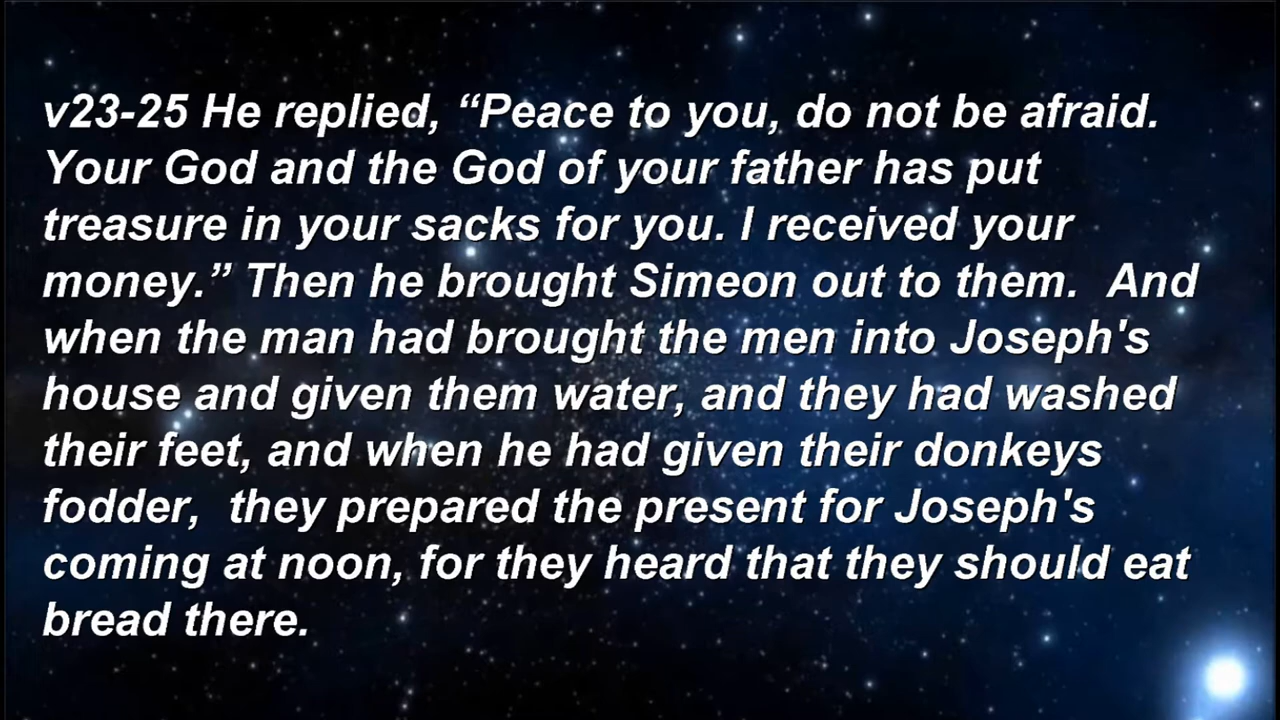 v23-25 He replied, “Peace to you, do not be afraid.
Your God and the God of your father has put
treasure in your sacks for you. I received your
money.” Then he brought Simeon out to them.  And
when the man had brought the men into Joseph's
house and given them water, and they had washed
their feet, and when he had given their donkeys
fodder,  they prepared the present for Joseph's
coming at noon, for they heard that they should eat
bread there.